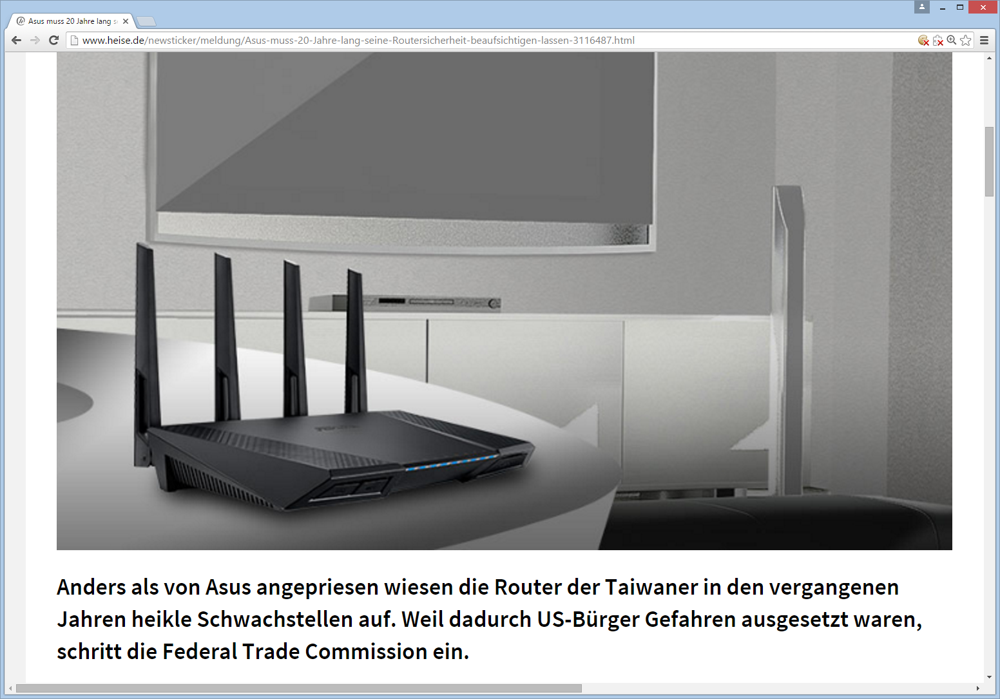 Asus muss 20 Jahre lang
www.heise.de/newsticker/meldung/Asus-muss-20-Jahre-lang-seine-Routersicherheit-beaufsichtigen-lassen-3116487.html
Anders als von Asus angepriesen wiesen die Router der Taiwaner in den vergangenen
Jahren heikle Schwachstellen auf. Weil dadurch US-Bürger Gefahren ausgesetzt waren,
schritt die Federal Trade Commission ein.